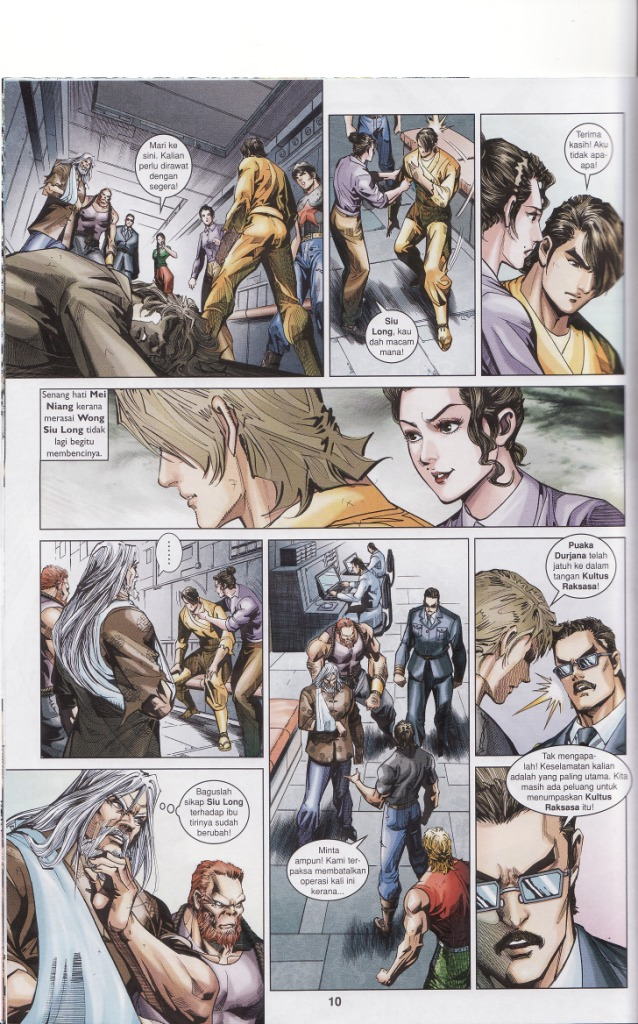 Mari ke
sini. Kalian
perlu dirawat
dengan
segera!
Siu
Long, kau
dah macam
mana!
Terima
kasih! Aku
tidak apa-
apa!
Senang hati Mei
Niang kerana
merasai Wong
Siu Long tidak
lagi begitu
membencinya.
......
Baguslah
sikap Siu Long
terhadap ibu
tirinya sudah
berubah!
Minta
ampun! Kami ter-
paksa membatalkan
operasi kali ini
kerana...
Puaka
Durjana telah
jatuh ke dalam
tangan Kultus
Raksasa!
Tak mengapa-
lah! Keselamatan kalian
adalah yang paling utama. Kita
masih ada peluang untuk
menumpaskan Kultus
Raksasa itu!
10